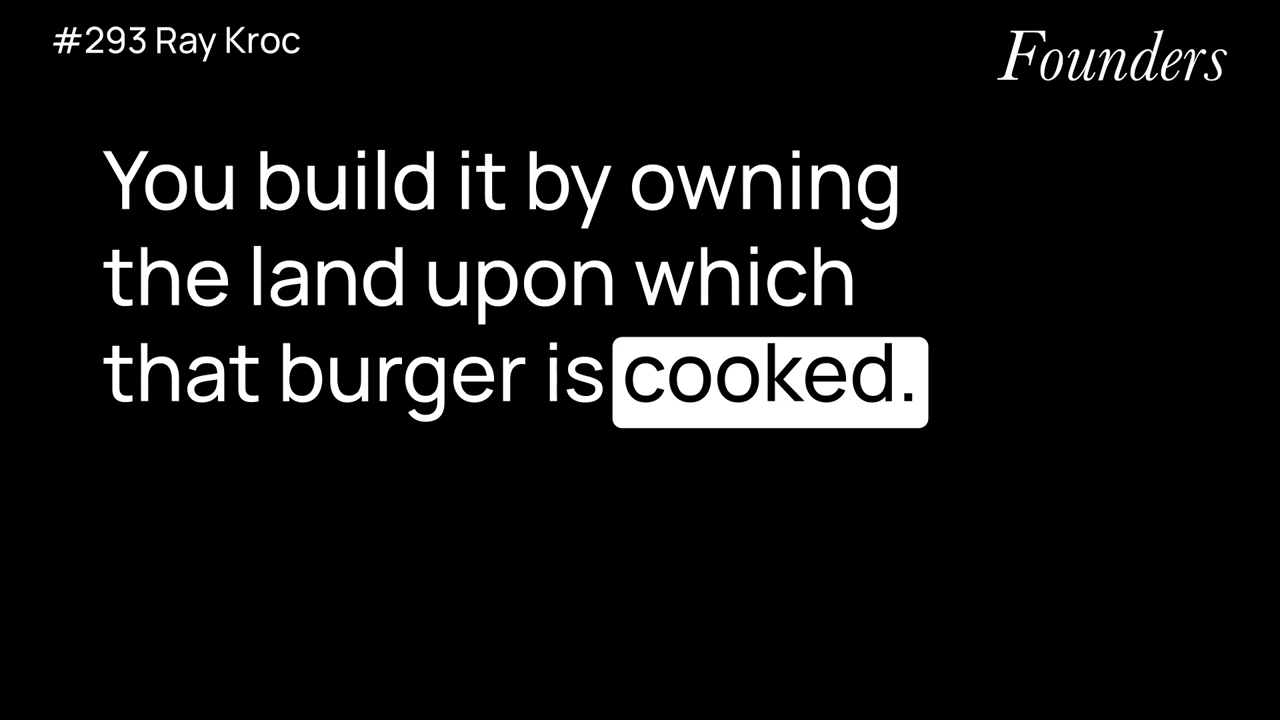 #293 Ray Kroc
Founders
You build it by owning
the land upon which
that burger is cooked.